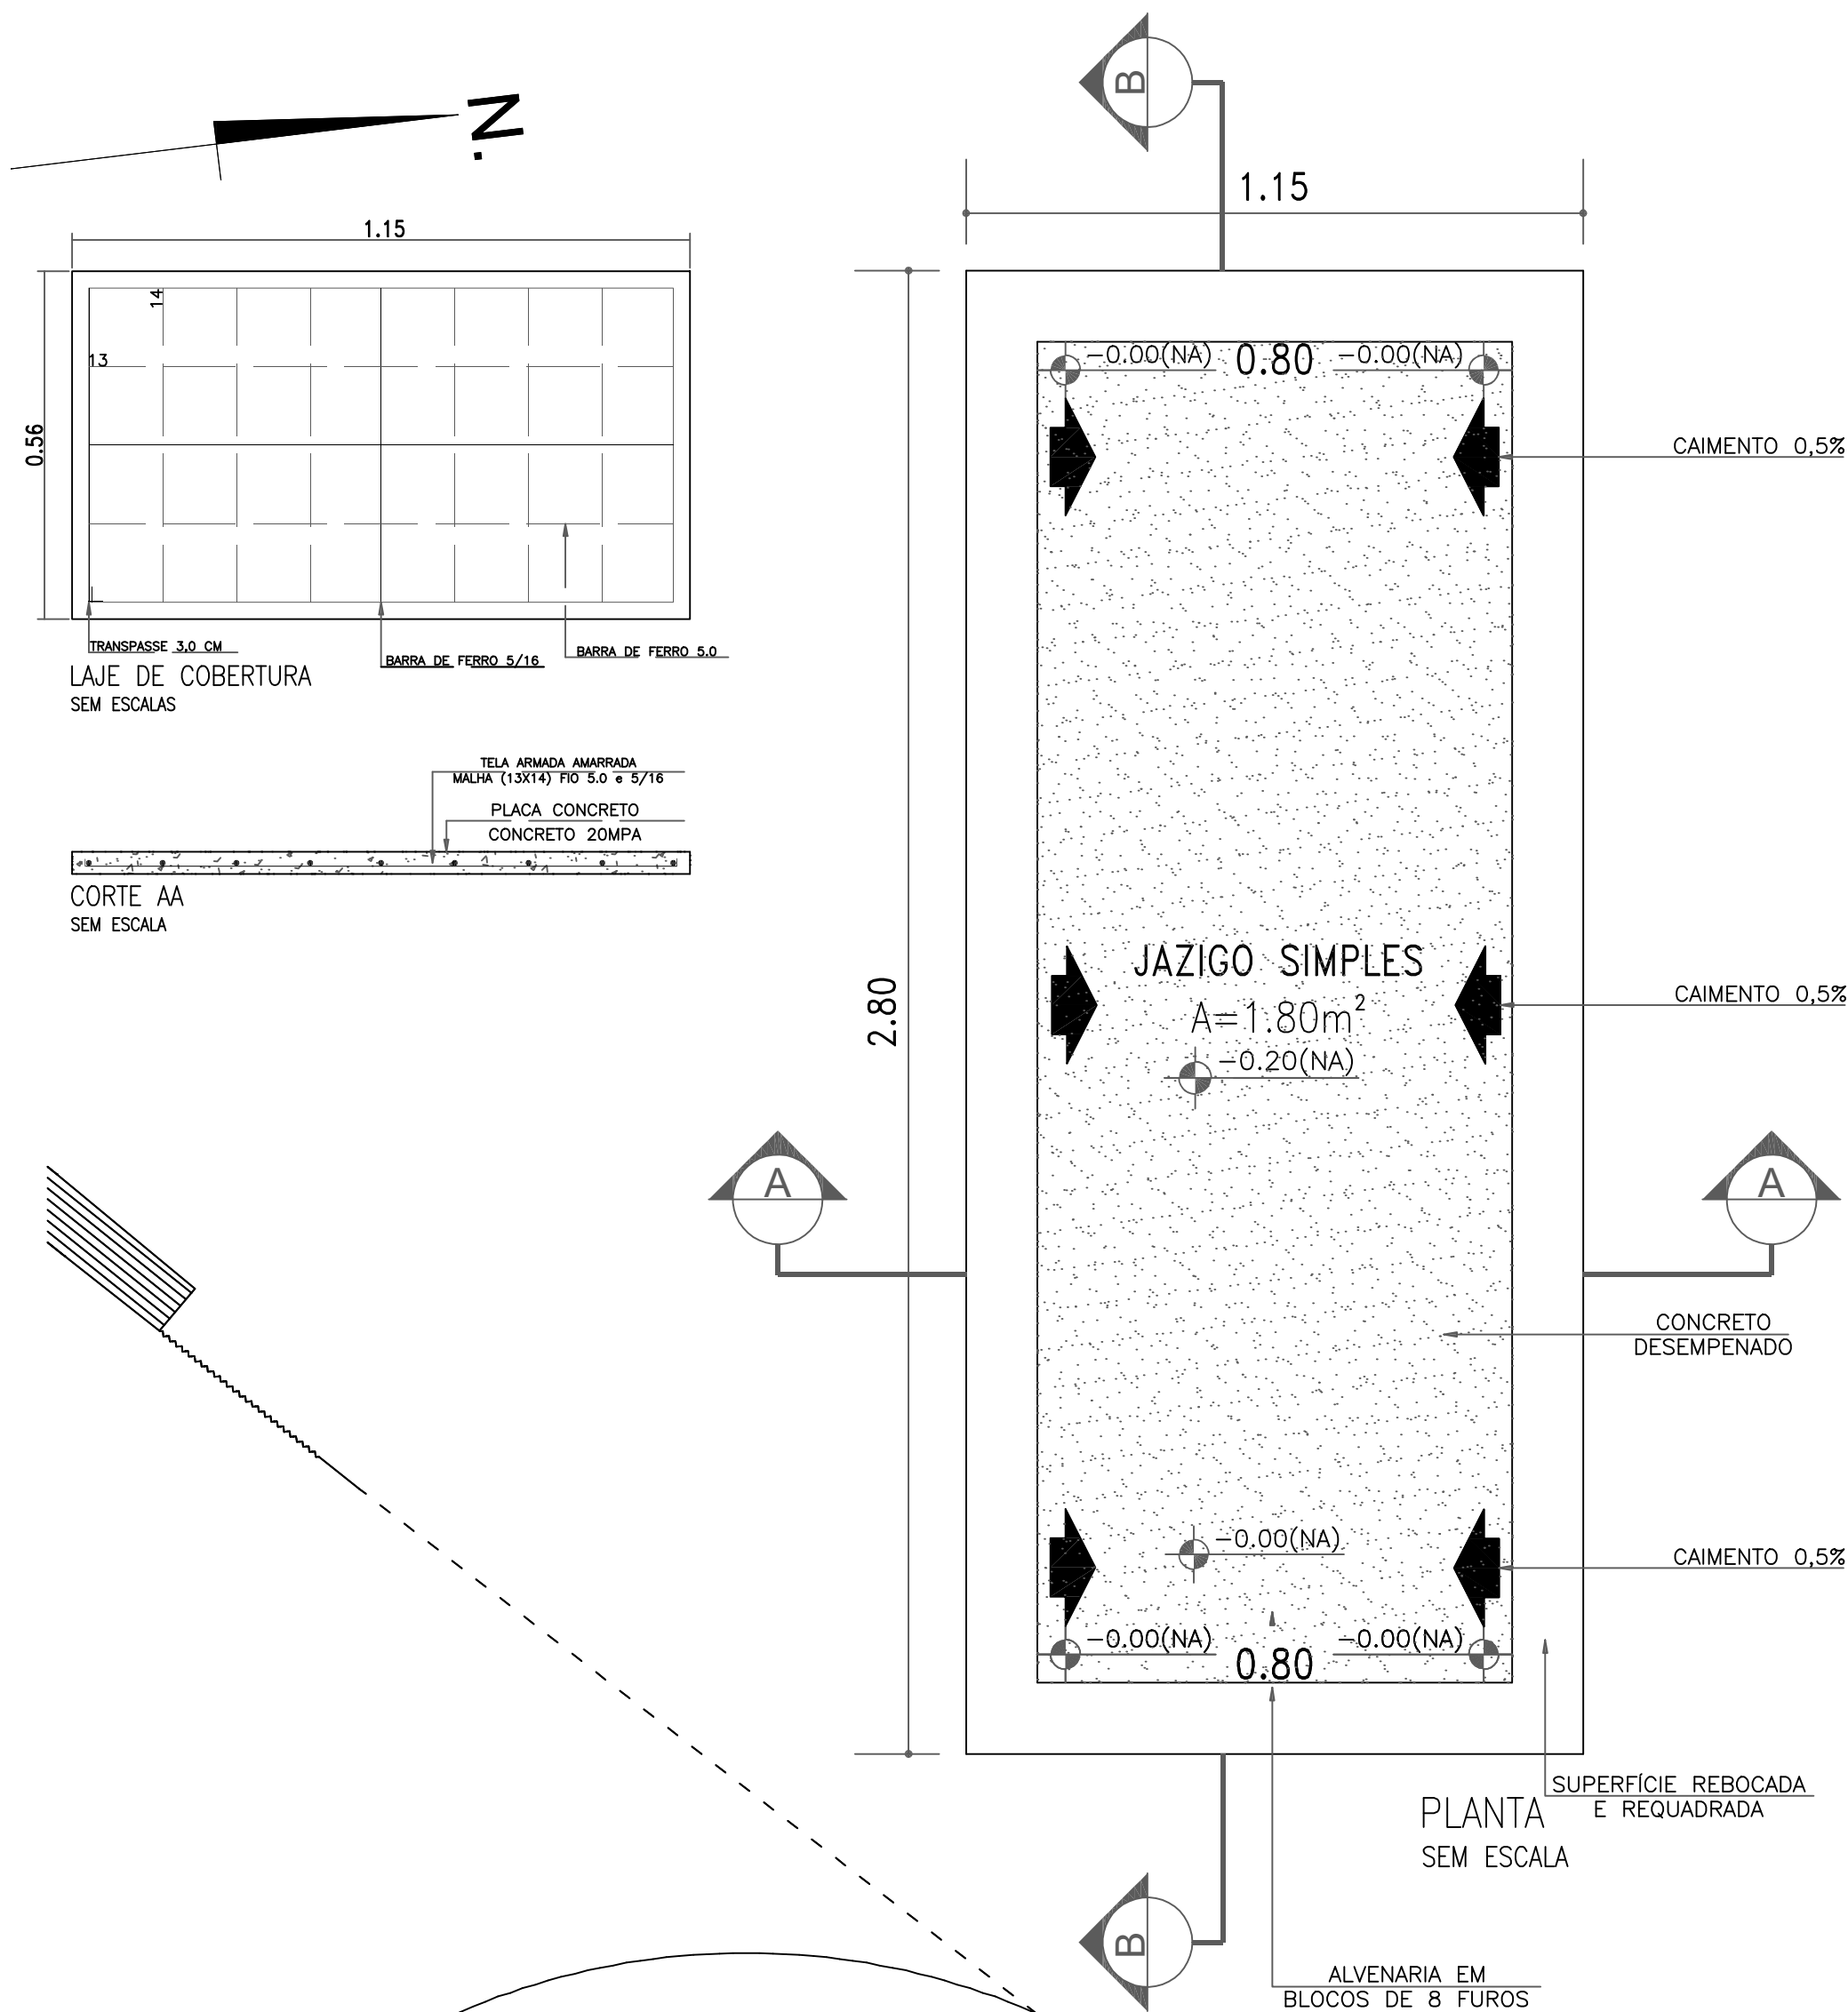 N.
1.15
0.56
14
13
TRANSPASSE 3,0 CM
BARRA DE FERRO 5/16
BARRA DE FERRO 5.0
LAJE DE COBERTURA
SEM ESCALAS
TELA ARMADA AMARRADA
MALHA (13X14) FIO 5.0 e 5/16
PLACA CONCRETO
CONCRETO 20MPA
CORTE AA
SEM ESCALA
B
1.15
2.80
-0.00(NA) 0.80 -0.00(NA)
CAIMENTO 0,5%
JAZIGO SIMPLES
A=1.80m²
-0.20(NA)
CAIMENTO 0,5%
A
A
CONCRETO
DESEMPENADO
-0.00(NA)
CAIMENTO 0,5%
-0.00(NA) 0.80 -0.00(NA)
SUPERFÍCIE REBOCADA
E REQUADRADA
PLANTA
SEM ESCALA
B
ALVENARIA EM
BLOCOS DE 8 FUROS